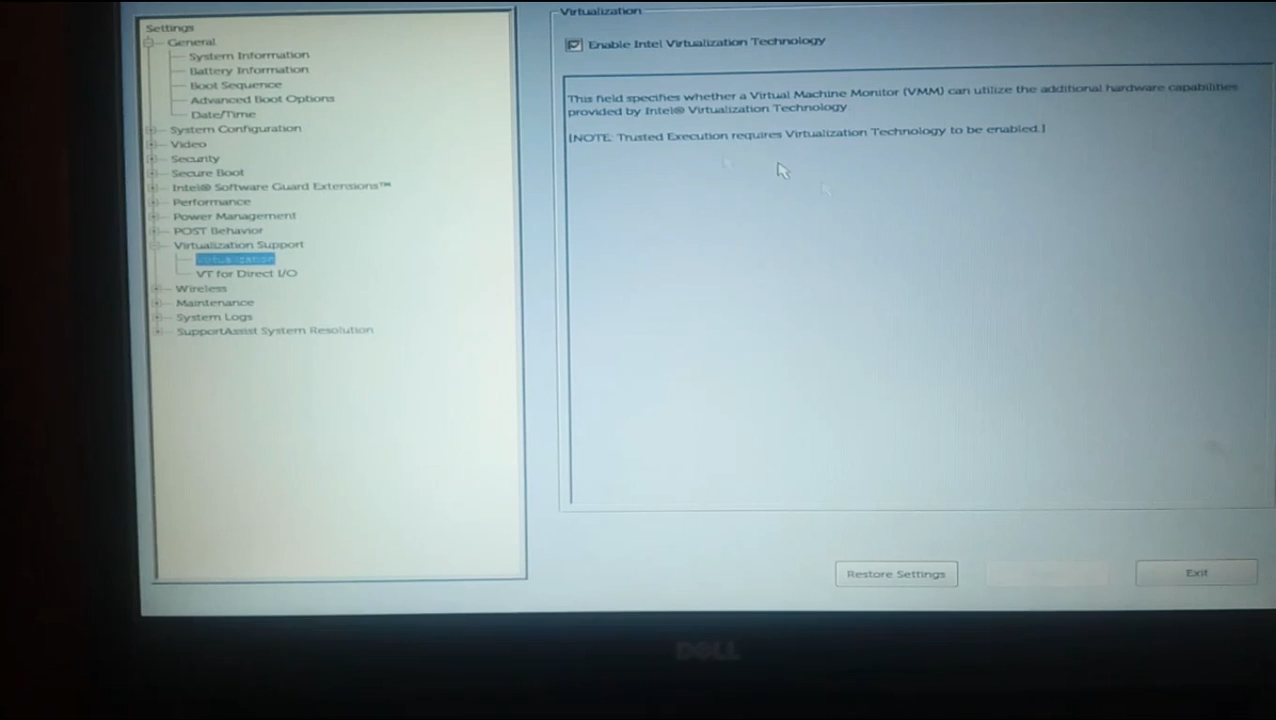 Settings
General
System Information
Battery Information
Boot Sequence
Advanced Boot Options
Date/Time
System Configuration
Video
Security
Secure Boot
Intel® Software Guard Extensions™
Performance
Power Management
POST Behavior
Virtualization Support
Virtualization
VT for Direct I/O
Wireless
Maintenance
System Logs
SupportAssist System Resolution
Virtualization
Enable Intel Virtualization Technology
This field specifies whether a Virtual Machine Monitor (VMM) can utilize the additional hardware capabilities
provided by Intel® Virtualization Technology
[NOTE: Trusted Execution requires Virtualization Technology to be enabled.]
Restore Settings
Exit
DELL